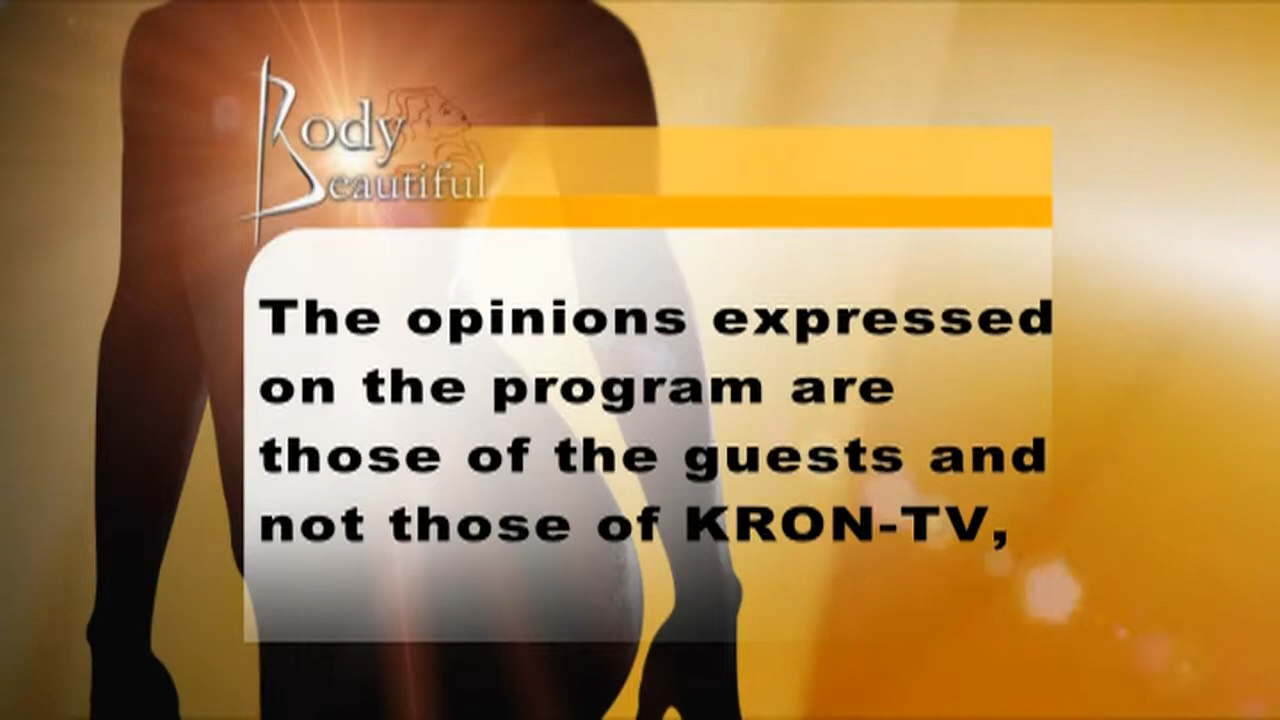 Body
Beautiful
The opinions expressed
on the program are
those of the guests and
not those of KRON-TV,